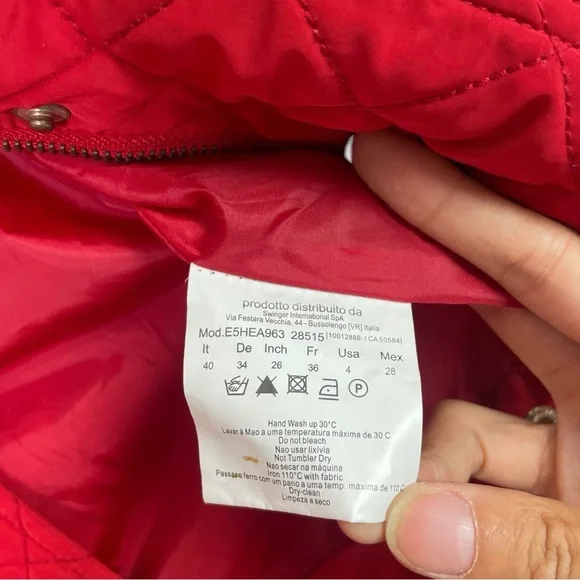 prodotto distribuito da
Swinger International SpA
Via Festara Vecchia, 44 - Bussolengo [VR] Italia
Mod.E5HEA963 28515 [10012888 / CA 50584]
It De Inch Fr Usa Mex
40 34 26 36 4 28
P
Hand Wash up 30°C
Lavar à Mao a uma temperatura máxima de 30 C
Do not bleach
Nao usar lixivia
Not Tumbler Dry
Nao secar na máquina
Iron 110°C with fabric
Passar a ferro com um pano a uma temp. máxima de 110 C
Dry-clean
Limpeza a seco